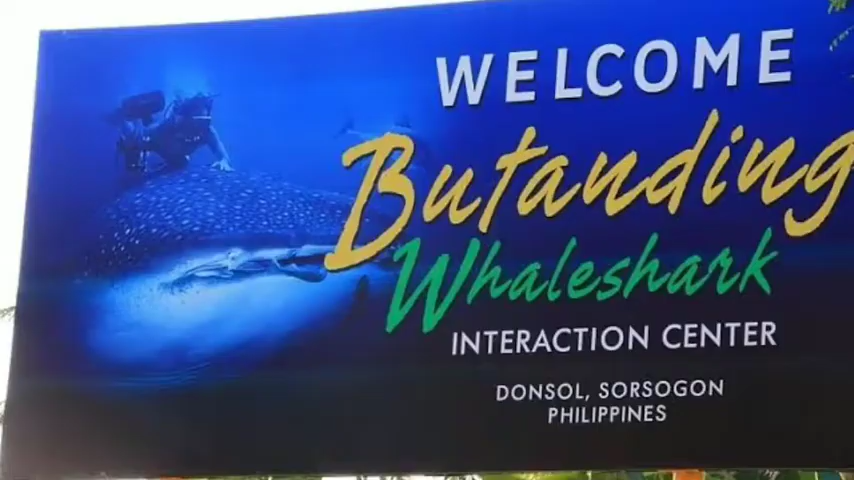 WELCOME
Butanding
Whaleshark
INTERACTION CENTER
DONSOL, SORSOGON
PHILIPPINES